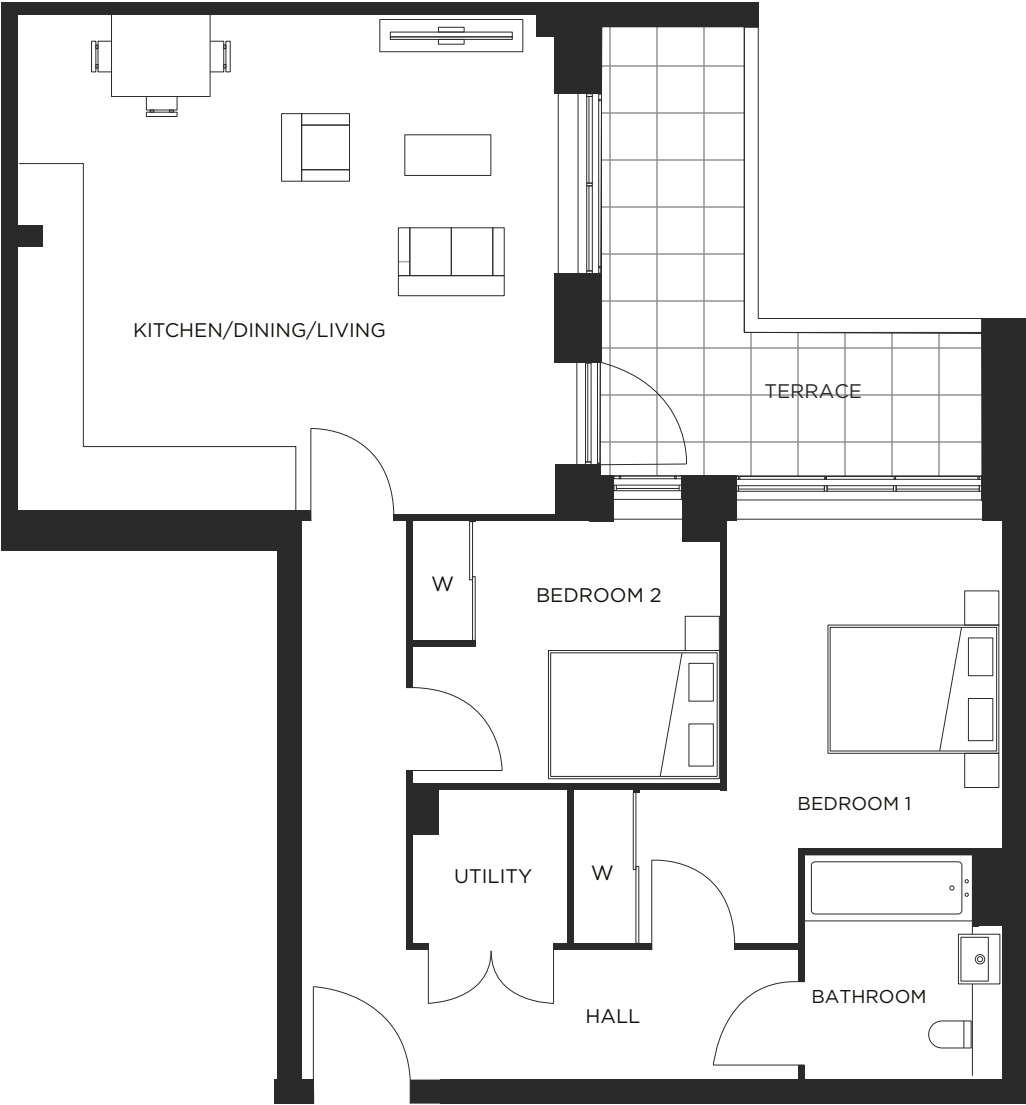 KITCHEN/DINING/LIVING
TERRACE
W
BEDROOM 2
BEDROOM 1
UTILITY
W
BATHROOM
HALL